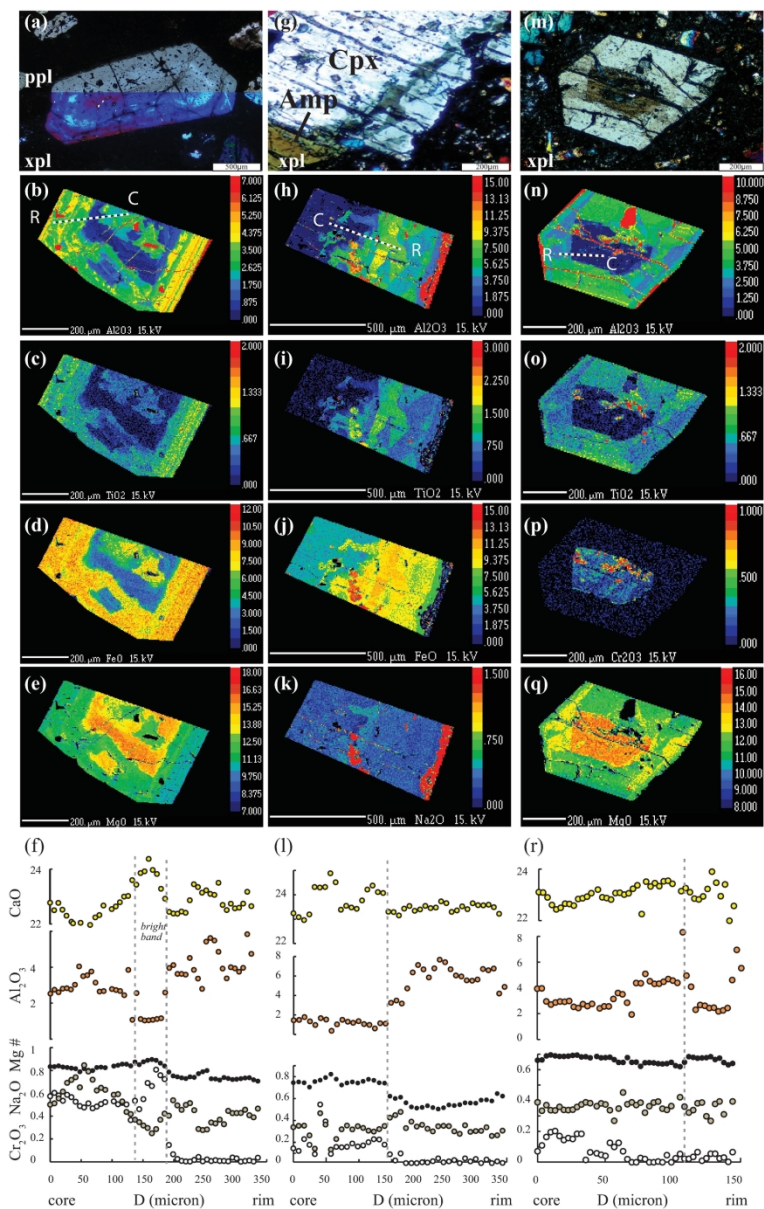 (a)
ppl
xpl
500µm
(g)
Cpx
Amp
xpl
200µm
(m)
xpl
200µm
(b)
C
R
7.000
6.125
5.250
4.375
3.500
2.625
1.750
.875
.000
200. µm Al2O3 15.kV
(h)
C
R
15.00
13.13
11.25
9.375
7.500
5.625
3.750
1.875
.000
500. µm Al2O3 15.kV
(n)
R
C
10.000
8.750
7.500
6.250
5.000
3.750
2.500
1.250
.000
200. µm Al2O3 15.kV
(c)
2.000
1.333
.667
.000
200. µm TiO2 15.kV
(i)
3.000
2.250
1.500
.750
.000
500. µm TiO2 15.kV
(o)
2.000
1.333
.667
.000
200. µm TiO2 15.kV
(d)
12.00
10.50
9.000
7.500
6.000
4.500
3.000
1.500
.000
200. µm FeO 15.kV
(j)
15.00
13.13
11.25
9.375
7.500
5.625
3.750
1.875
.000
500. µm FeO 15.kV
(p)
1.000
.500
.000
200. µm Cr2O3 15.kV
(e)
18.00
16.63
15.25
13.88
12.50
11.13
9.750
8.375
7.000
200. µm MgO 15.kV
(k)
1.500
.750
.000
500. µm Na2O 15.kV
(q)
16.00
15.00
14.00
13.00
12.00
11.00
10.000
9.000
8.000
200. µm MgO 15.kV
(f)
CaO
24
22
bright
band
Al2O3
4
2
Mg #
Na2O
Cr2O3
1
0.8
0.6
0.4
0.2
0
0 50 100 150 200 250 300 350
core D (micron) rim
(l)
24
22
8
6
4
2
0.8
0.6
0.4
0.2
0
0 50 100 150 200 250 300 350
core D (micron) rim
(r)
24
22
8
6
4
2
0.8
0.6
0.4
0.2
0
0 50 100 150
core D (micron) rim